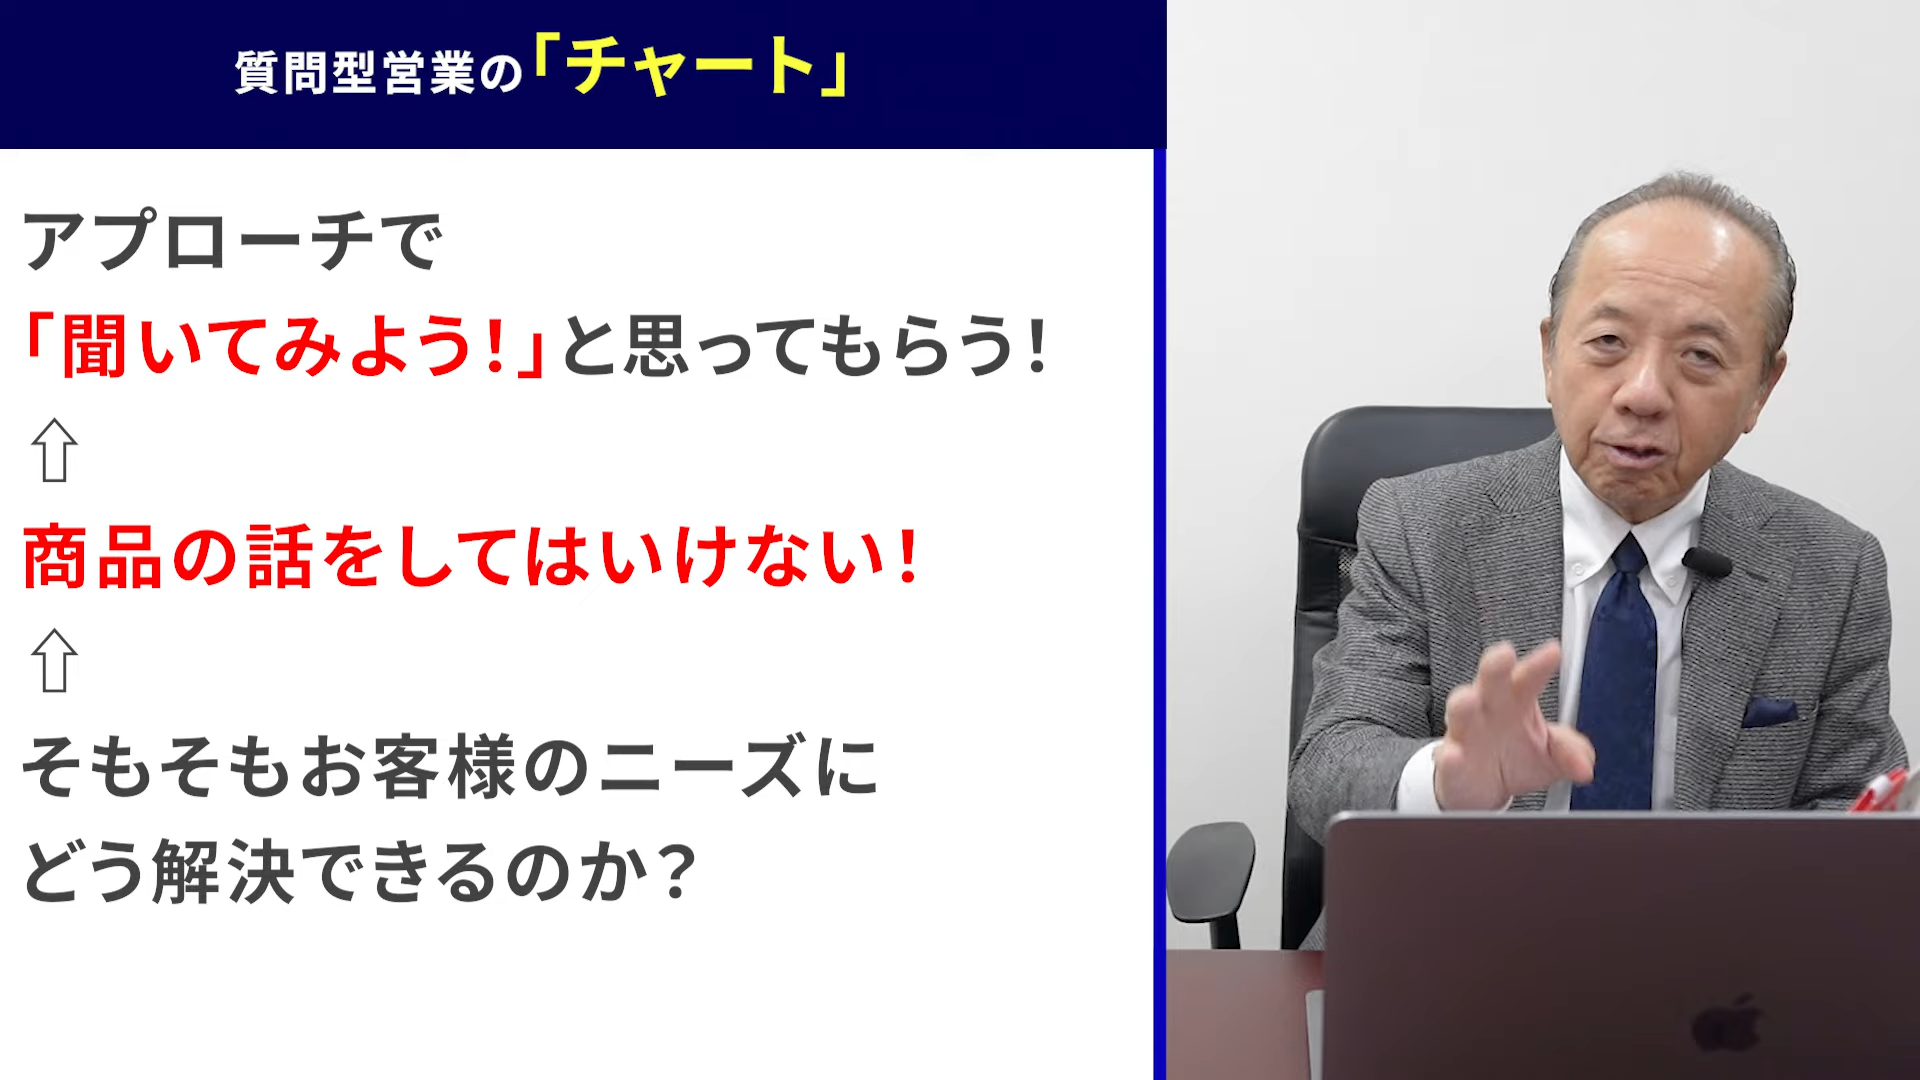 質問型営業の「チャート」
アプローチで
「聞いてみよう！」と思ってもらう！
⇧
商品の話をしてはいけない！
⇧
そもそもお客様のニーズに
どう解決できるのか？